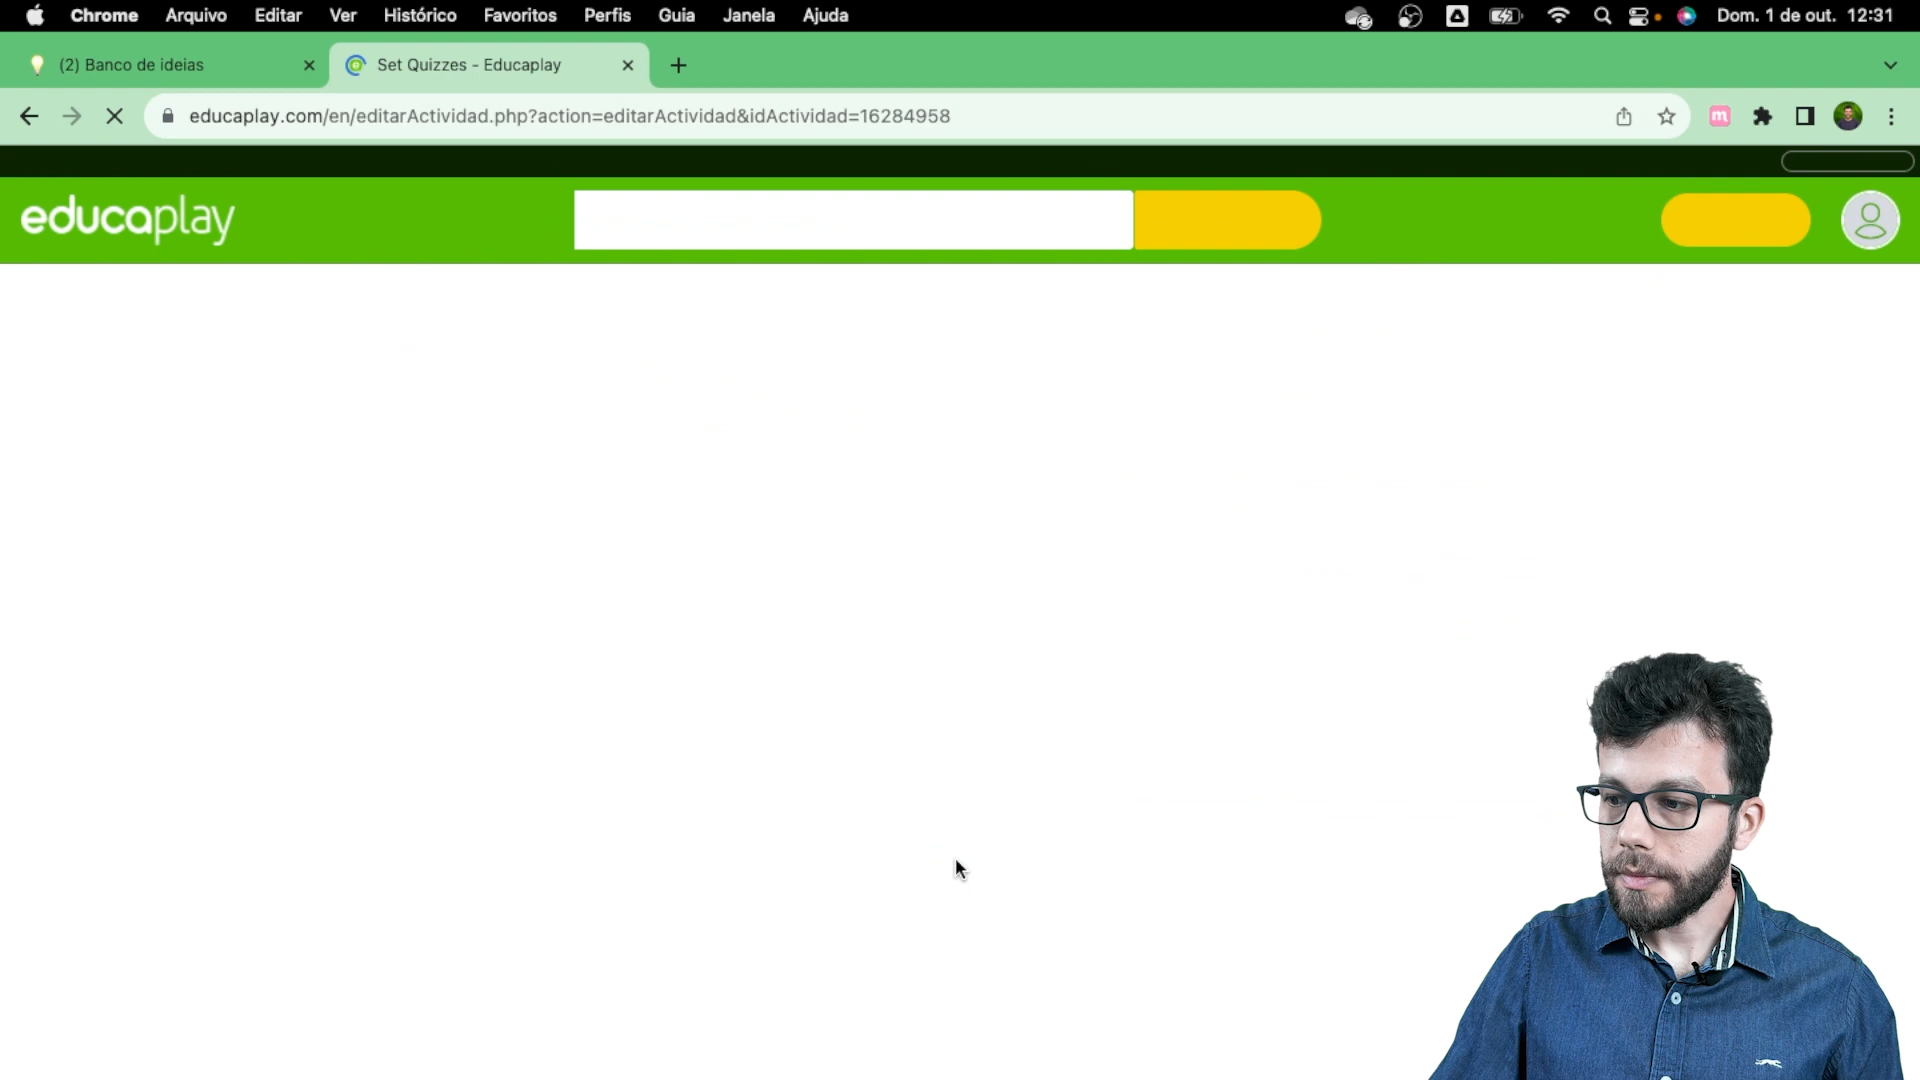 Chrome Arquivo Editar Ver Histórico Favoritos Perfis Guia Janela Ajuda Dom. 1 de out. 12:31
(2) Banco de ideias Set Quizzes - Educaplay
educaplay.com/en/editarActividad.php?action=editarActividad&idActividad=16284958
m
educaplay